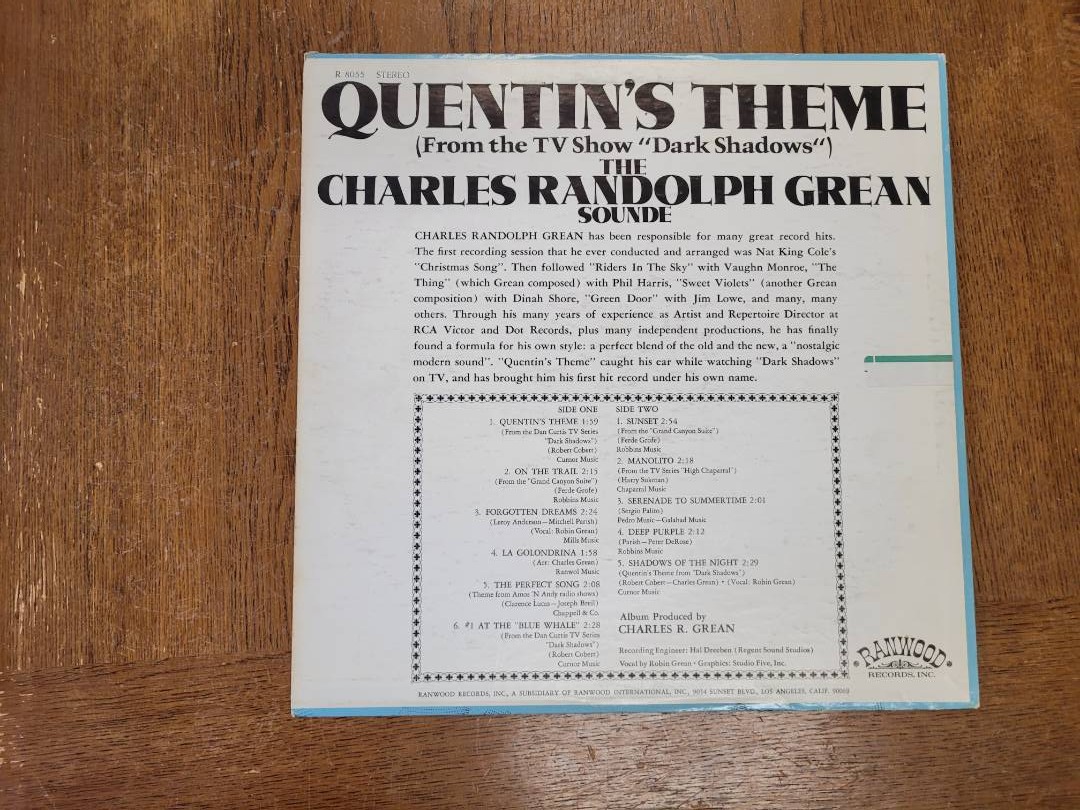 R 8055 STEREO
QUENTIN'S THEME
(From the TV Show "Dark Shadows")
THE
CHARLES RANDOLPH GREAN
SOUNDE
CHARLES RANDOLPH GREAN has been responsible for many great record hits.
The first recording session that he ever conducted and arranged was Nat King Cole's
"Christmas Song". Then followed "Riders In The Sky" with Vaughn Monroe, "The
Thing" (which Grean composed) with Phil Harris, "Sweet Violets" (another Grean
composition) with Dinah Shore, "Green Door" with Jim Lowe, and many, many
others. Through his many years of experience as Artist and Repertoire Director at
RCA Victor and Dot Records, plus many independent productions, he has finally
found a formula for his own style: a perfect blend of the old and the new, a "nostalgic
modern sound". "Quentin's Theme" caught his ear while watching "Dark Shadows"
on TV, and has brought him his first hit record under his own name.
SIDE ONE
1. QUENTIN'S THEME 1:59
(From the Dan Curtis TV Series
"Dark Shadows")
(Robert Cobert)
Curnor Music
2. ON THE TRAIL 2:15
(From the "Grand Canyon Suite")
(Ferde Grofe)
Robbins Music
3. FORGOTTEN DREAMS 2:24
(Leroy Anderson—Mitchell Parish)
(Vocal: Robin Grean)
Mills Music
4. LA GOLONDRINA 1:58
(Arr: Charles Grean)
Ranwol Music
5. THE PERFECT SONG 2:08
(Theme from Amos 'N Andy radio shows)
(Clarence Lucas—Joseph Breil)
Chappell & Co.
6. #1 AT THE "BLUE WHALE" 2:28
(From the Dan Curtis TV Series
"Dark Shadows")
(Robert Cobert)
Curnor Music
SIDE TWO
1. SUNSET 2:54
(From the "Grand Canyon Suite")
(Ferde Grofe)
Robbins Music
2. MANOLITO 2:18
(From the TV Series "High Chaparral")
(Harry Sukman)
Chaparral Music
3. SERENADE TO SUMMERTIME 2:01
(Sergio Palito)
Pedro Music—Galahad Music
4. DEEP PURPLE 2:12
(Parish—Peter DeRose)
Robbins Music
5. SHADOWS OF THE NIGHT 2:29
(Quentin's Theme from "Dark Shadows")
(Robert Cobert—Charles Grean) • (Vocal: Robin Grean)
Curnor Music
Album Produced by
CHARLES R. GREAN
Recording Engineer: Hal Dreeben (Regent Sound Studios)
Vocal by Robin Grean • Graphics: Studio Five, Inc.
RANWOOD
RECORDS, INC.
RANWOOD RECORDS, INC., A SUBSIDIARY OF RANWOOD INTERNATIONAL, INC., 9034 SUNSET BLVD., LOS ANGELES, CALIF. 90069